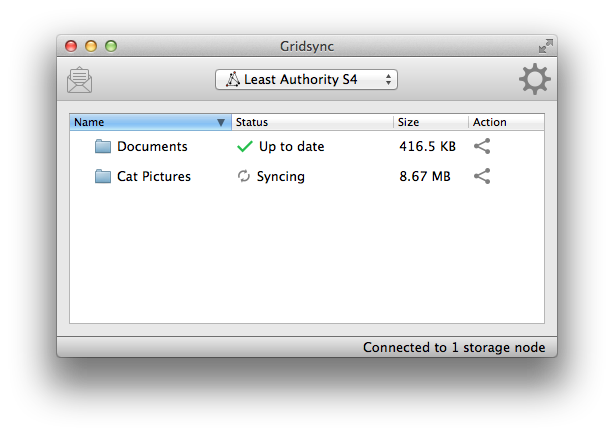 Gridsync
Least Authority S4
Name Status Size Action
Documents Up to date 416.5 KB
Cat Pictures Syncing 8.67 MB
Connected to 1 storage node